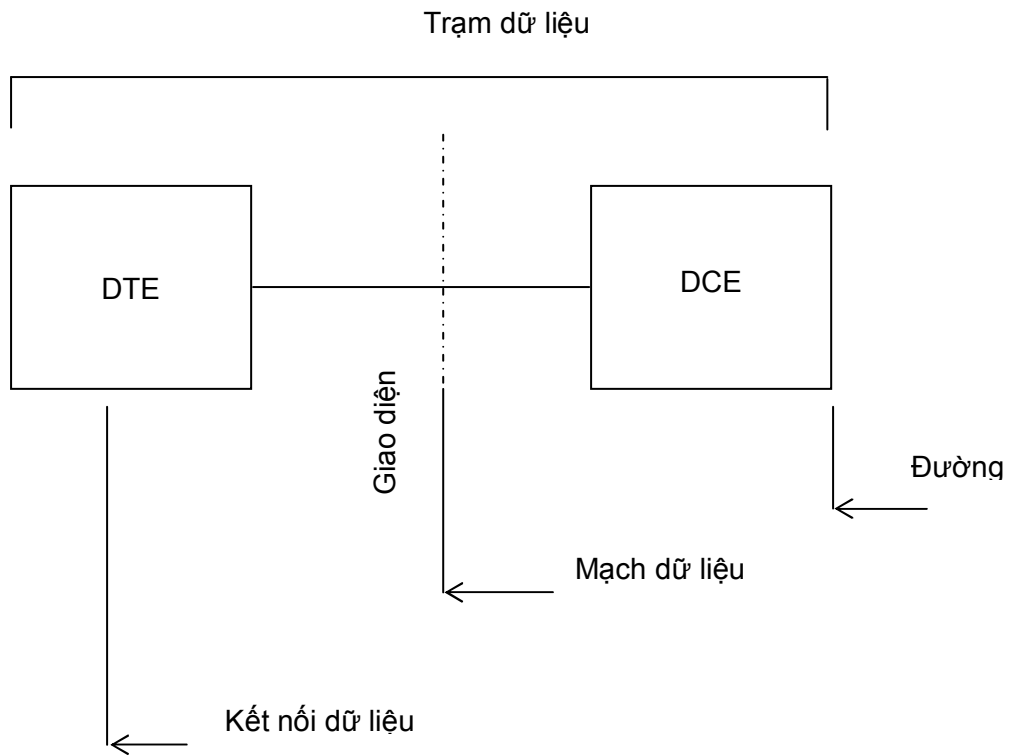 Trạm dữ liệu
DTE
DCE
Giao diện
Đường
Mạch dữ liệu
Kết nối dữ liệu